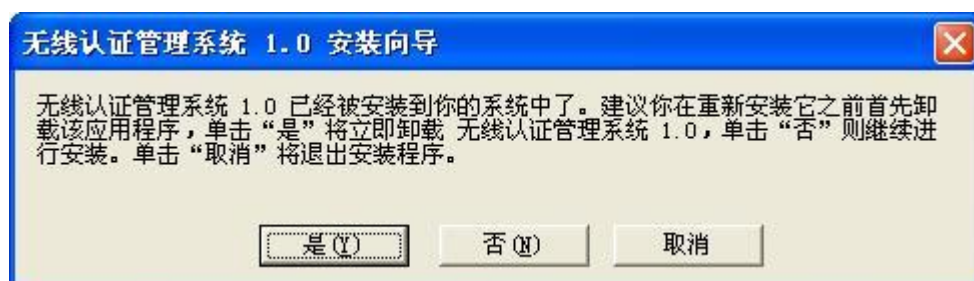 无线认证管理系统 1.0 安装向导
无线认证管理系统 1.0 已经被安装到你的系统中了。建议你在重新安装它之前首先卸
载该应用程序，单击“是”将立即卸载 无线认证管理系统 1.0，单击“否”则继续进
行安装。单击“取消”将退出安装程序。
是(Y) 否(N) 取消